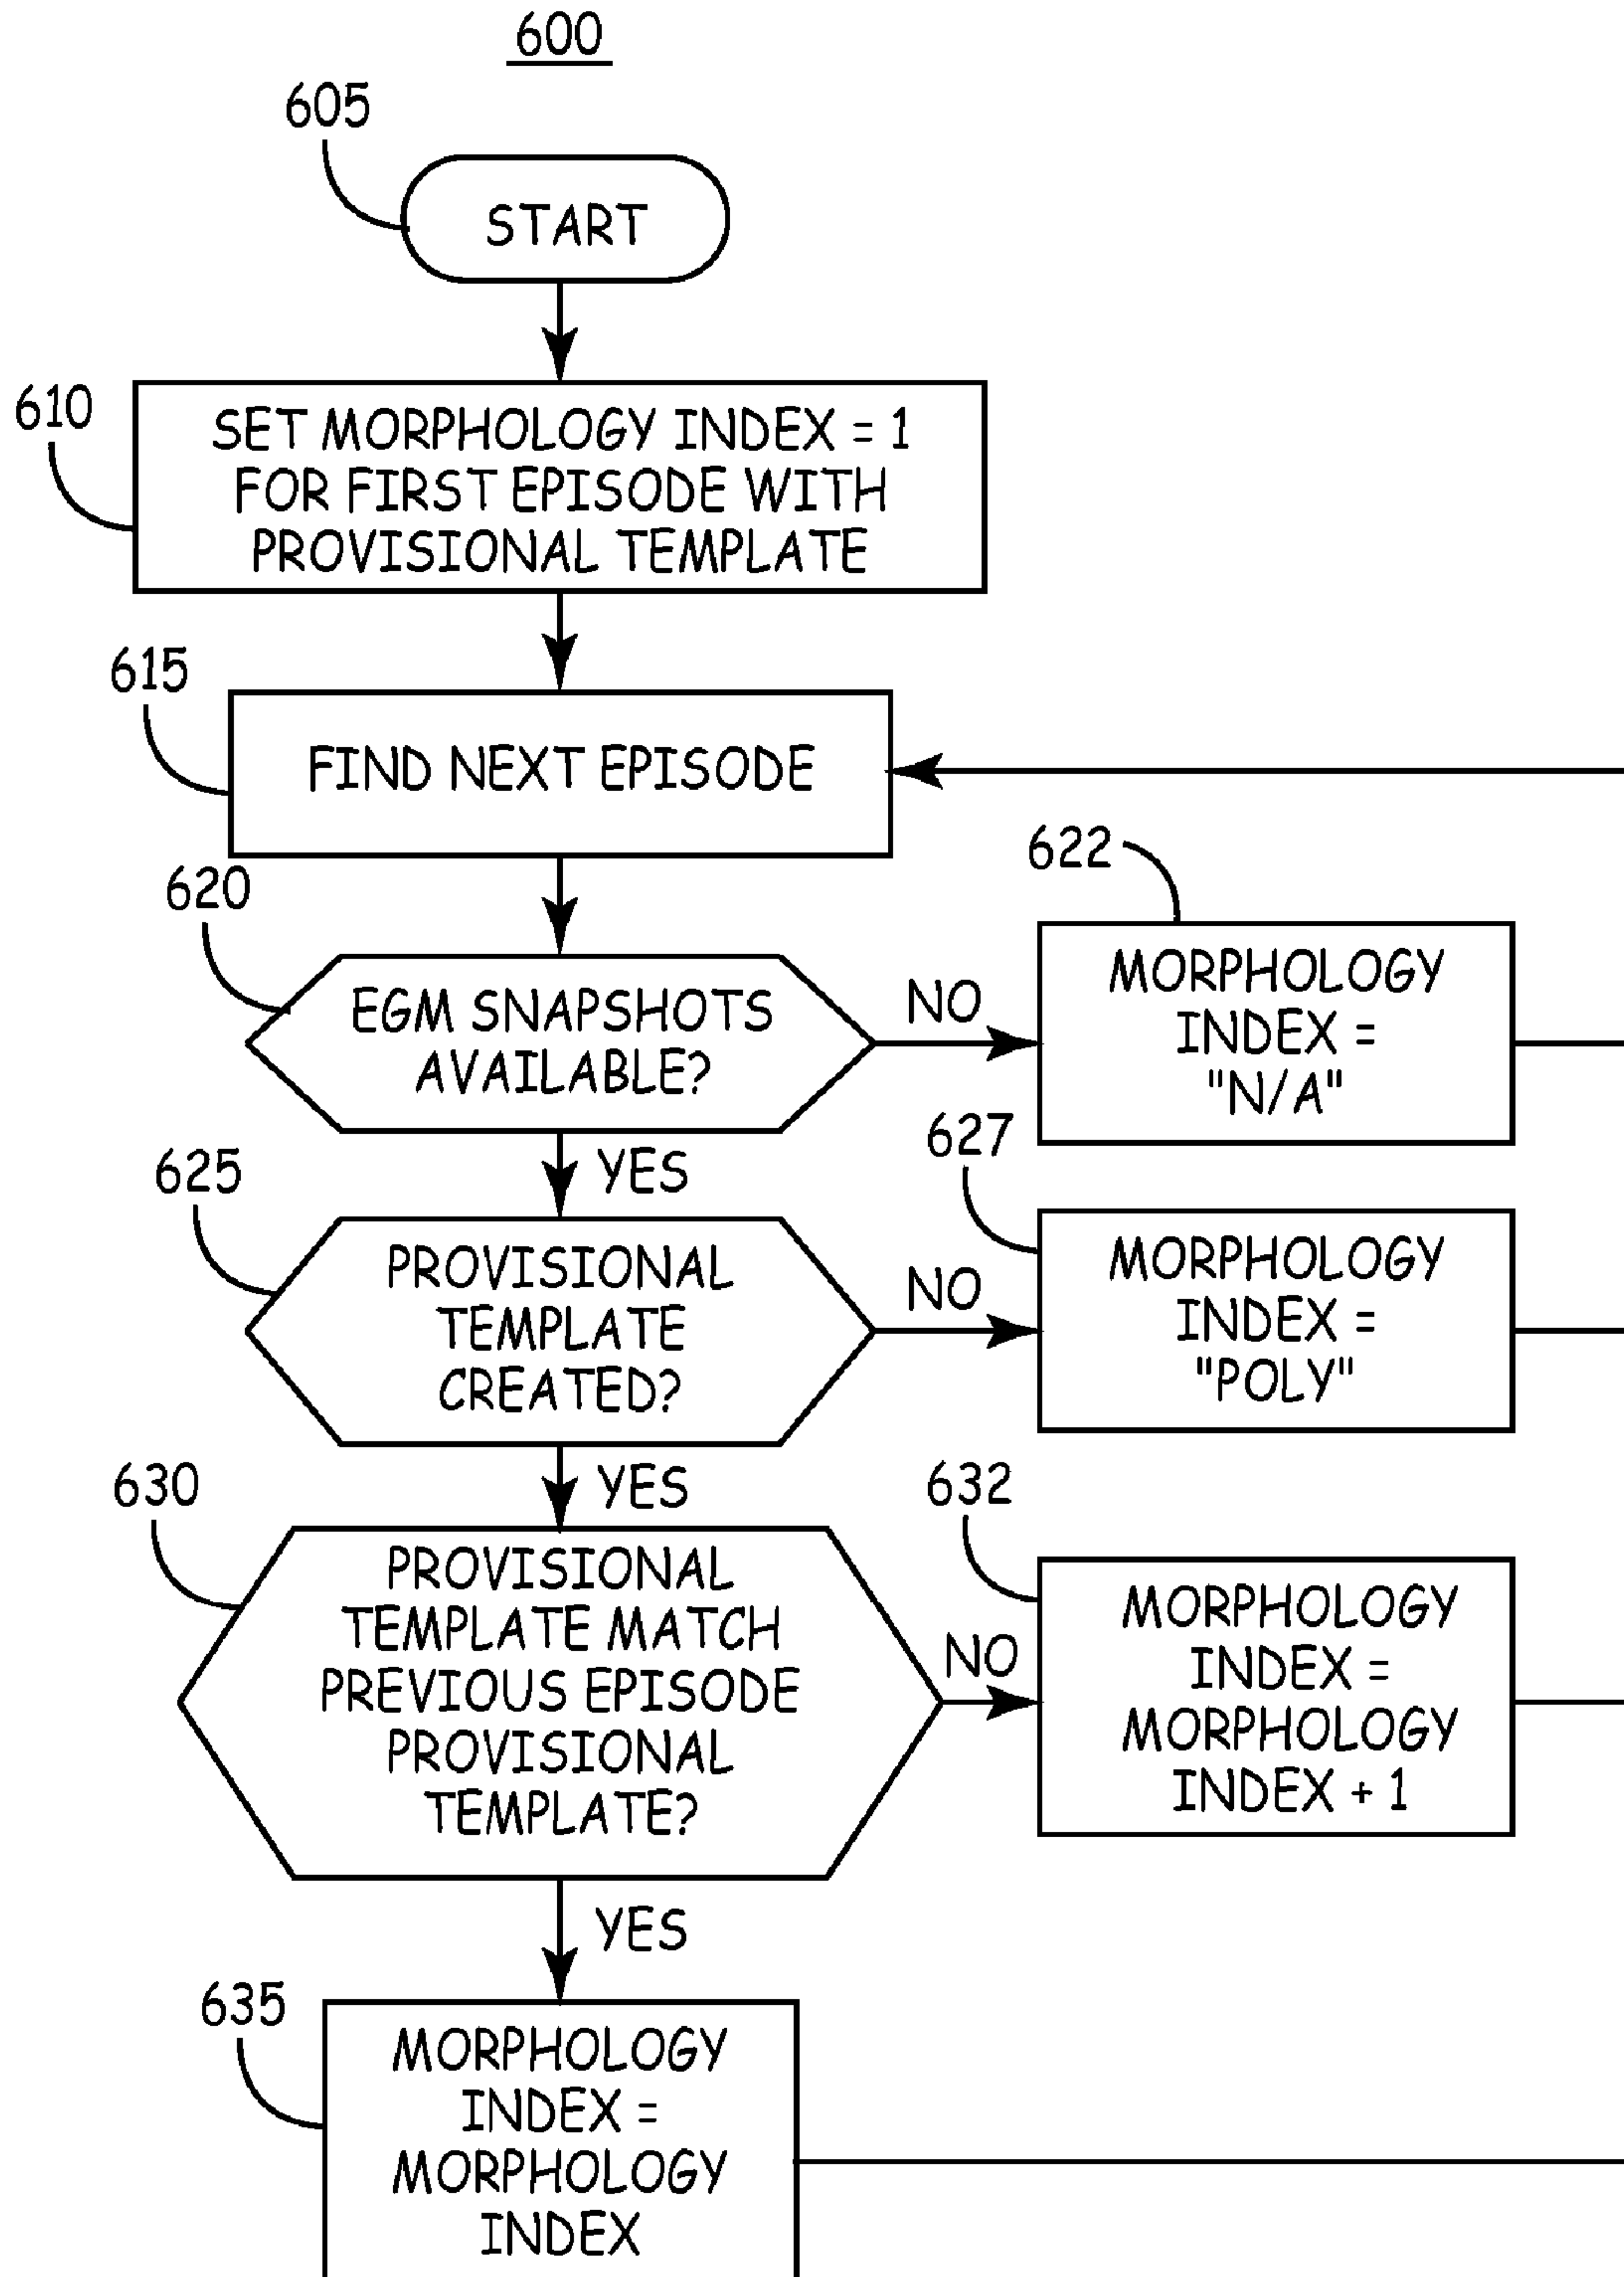 600
605
START
610
SET MORPHOLOGY INDEX = 1
FOR FIRST EPISODE WITH
PROVISIONAL TEMPLATE
615
FIND NEXT EPISODE
620
EGM SNAPSHOTS
AVAILABLE?
NO
622
MORPHOLOGY
INDEX =
"N/A"
YES
625
PROVISIONAL
TEMPLATE
CREATED?
NO
627
MORPHOLOGY
INDEX =
"POLY"
YES
630
PROVISIONAL
TEMPLATE MATCH
PREVIOUS EPISODE
PROVISIONAL
TEMPLATE?
NO
632
MORPHOLOGY
INDEX =
MORPHOLOGY
INDEX + 1
YES
635
MORPHOLOGY
INDEX =
MORPHOLOGY
INDEX